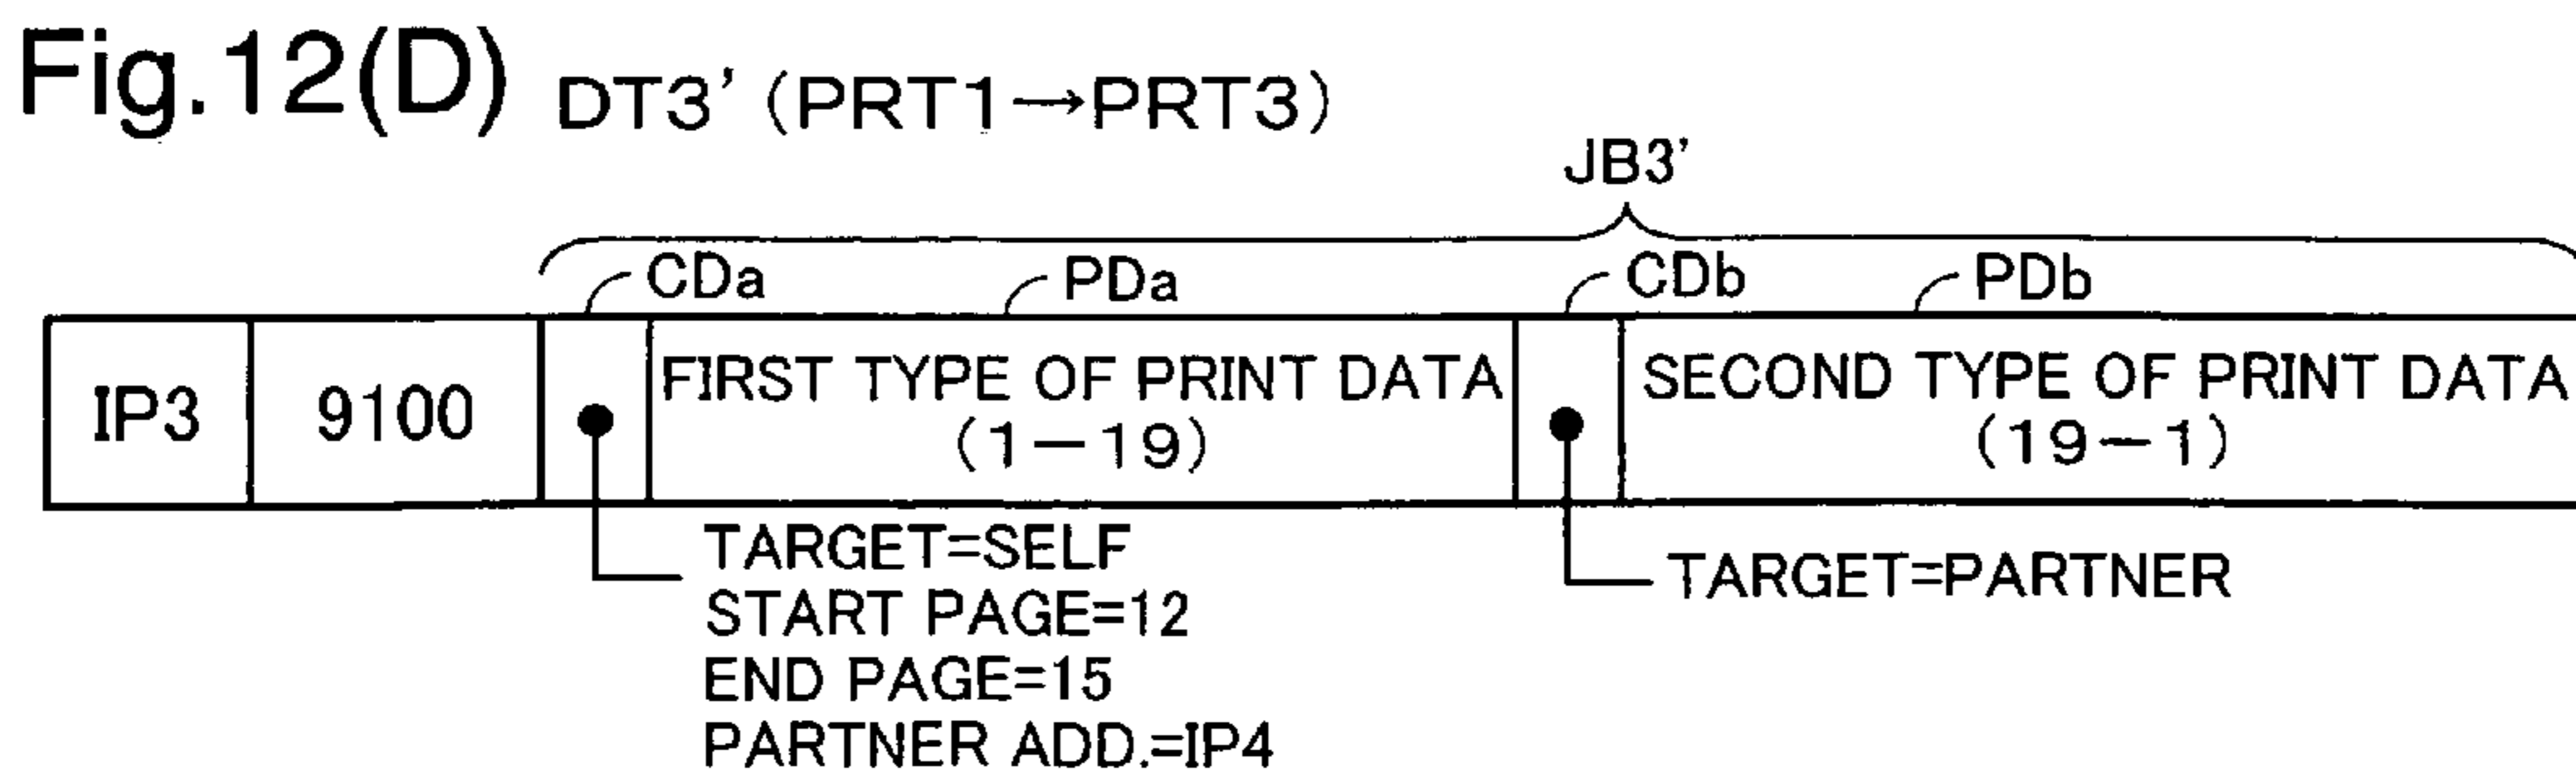 Fig.12(D) DT3' (PRT1→PRT3)
JB3'
CDa PDa CDb PDb
IP3 9100 FIRST TYPE OF PRINT DATA (1-19) SECOND TYPE OF PRINT DATA (19-1)
TARGET=SELF
START PAGE=12
END PAGE=15
PARTNER ADD.=IP4
TARGET=PARTNER